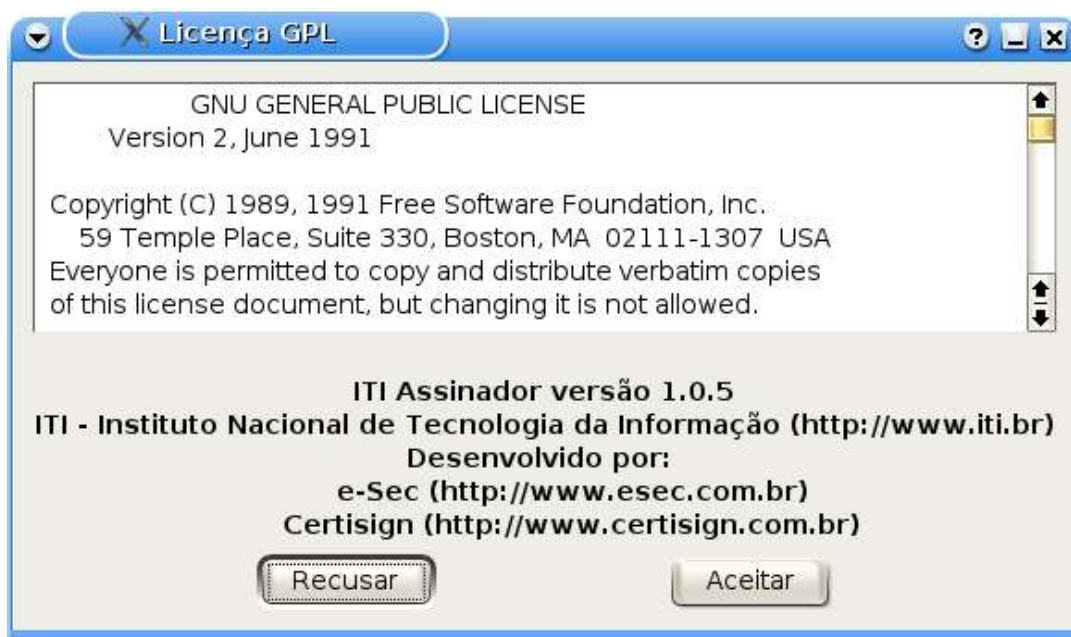 Licença GPL
GNU GENERAL PUBLIC LICENSE
Version 2, June 1991
Copyright (C) 1989, 1991 Free Software Foundation, Inc.
59 Temple Place, Suite 330, Boston, MA  02111-1307  USA
Everyone is permitted to copy and distribute verbatim copies
of this license document, but changing it is not allowed.
ITI Assinador versão 1.0.5
ITI - Instituto Nacional de Tecnologia da Informação (http://www.iti.br)
Desenvolvido por:
e-Sec (http://www.esec.com.br)
Certisign (http://www.certisign.com.br)
Recusar Aceitar